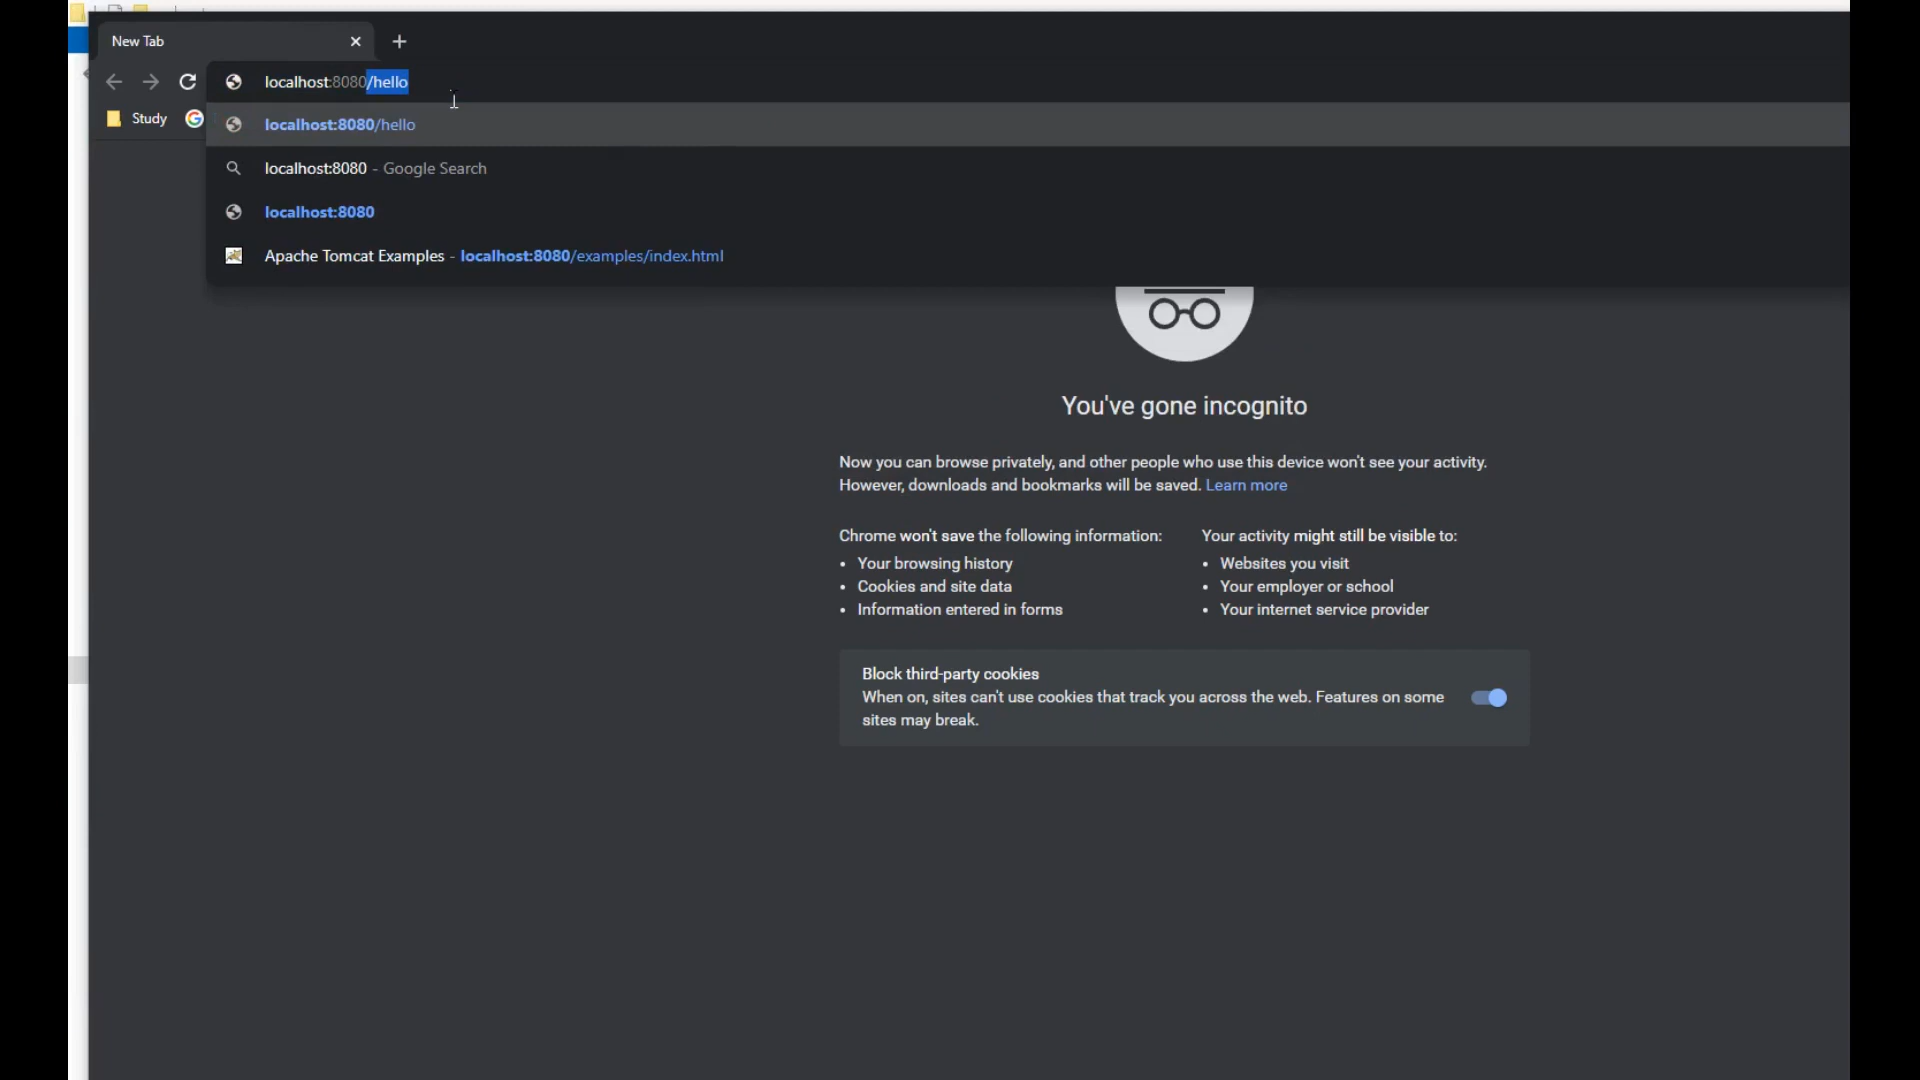 New Tab
localhost:8080/hello
Study
localhost:8080/hello
localhost:8080 - Google Search
localhost:8080
Apache Tomcat Examples - localhost:8080/examples/index.html
You've gone incognito
Now you can browse privately, and other people who use this device won't see your activity.
However, downloads and bookmarks will be saved. Learn more
Chrome won't save the following information:
• Your browsing history
• Cookies and site data
• Information entered in forms
Your activity might still be visible to:
• Websites you visit
• Your employer or school
• Your internet service provider
Block third-party cookies
When on, sites can't use cookies that track you across the web. Features on some
sites may break.